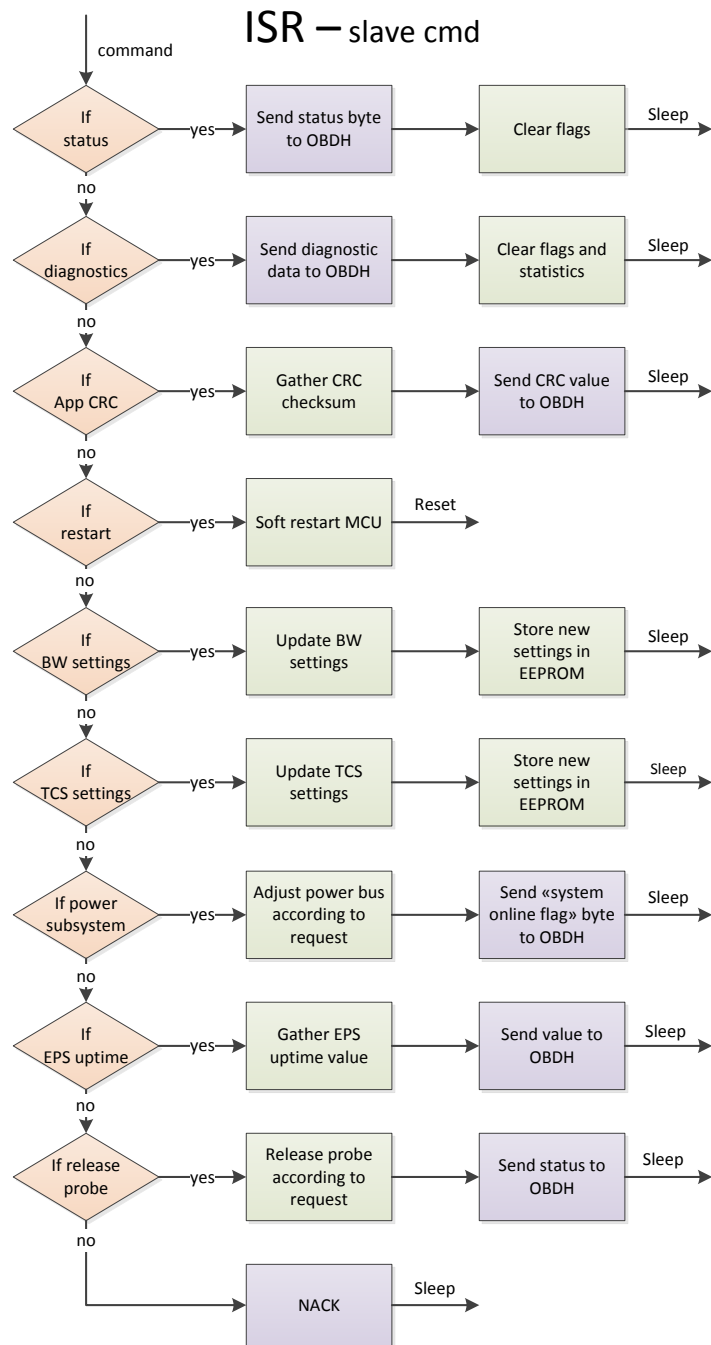 ISR – slave cmd
command
If
status
yes
Send status byte
to OBDH
Clear flags
Sleep
no
If
diagnostics
yes
Send diagnostic
data to OBDH
Clear flags and
statistics
Sleep
no
If
App CRC
yes
Gather CRC
checksum
Send CRC value
to OBDH
Sleep
no
If
restart
yes
Soft restart MCU
Reset
no
If
BW settings
yes
Update BW
settings
Store new
settings in
EEPROM
Sleep
no
If
TCS settings
yes
Update TCS
settings
Store new
settings in
EEPROM
Sleep
no
If power
subsystem
yes
Adjust power bus
according to
request
Send «system
online flag» byte
to OBDH
Sleep
no
If
EPS uptime
yes
Gather EPS
uptime value
Send value to
OBDH
Sleep
no
If release
probe
yes
Release probe
according to
request
Send status to
OBDH
Sleep
no
NACK
Sleep